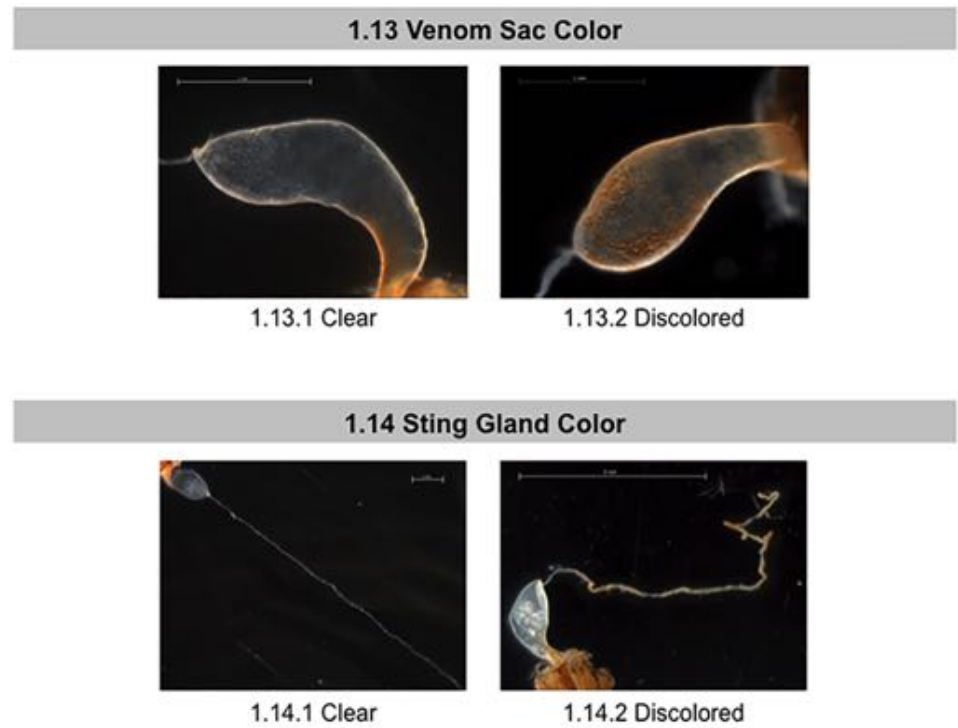 1.13 Venom Sac Color
1.13.1 Clear
1.13.2 Discolored
1.14 Sting Gland Color
1.14.1 Clear
1.14.2 Discolored